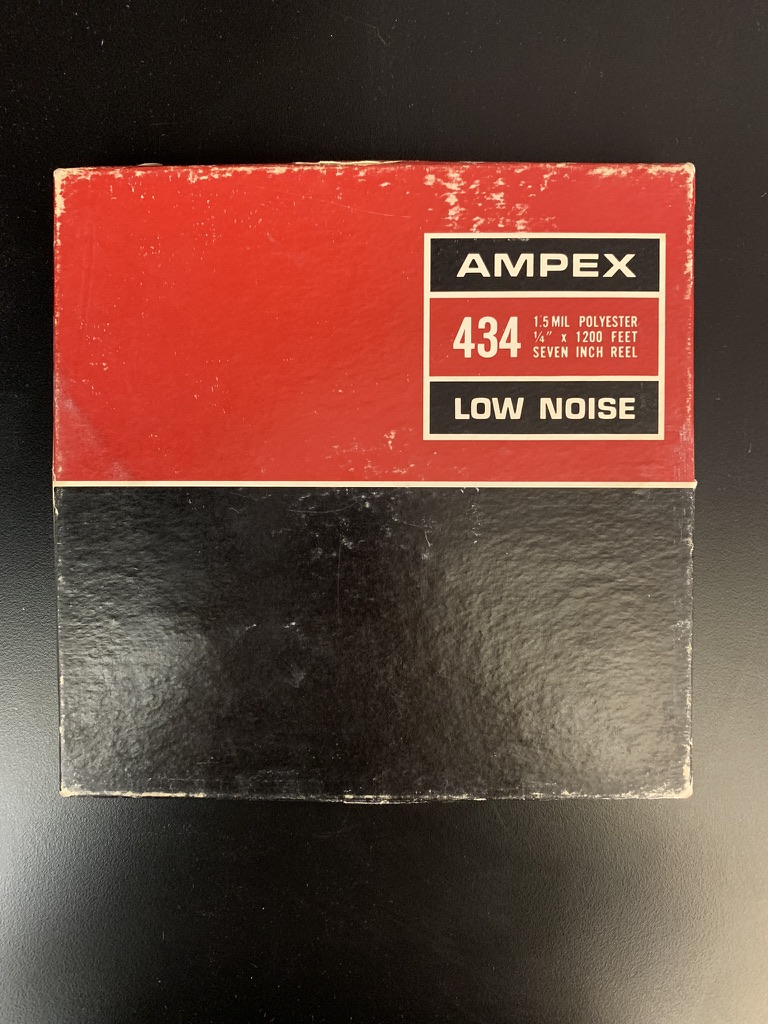 AMPEX
434
1.5 MIL POLYESTER
¼" x 1200 FEET
SEVEN INCH REEL
LOW NOISE